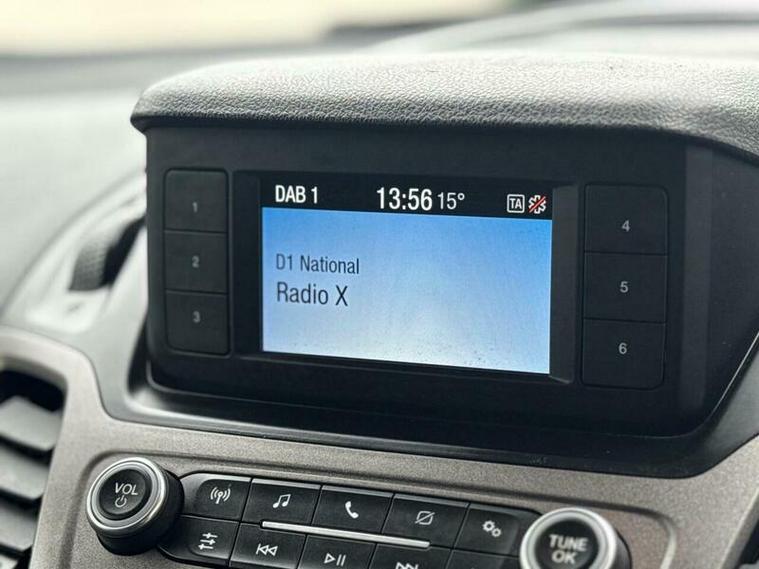 DAB 1 13:56 15° TA
D1 National
Radio X
1
2
3
4
5
6
VOL
TUNE
OK